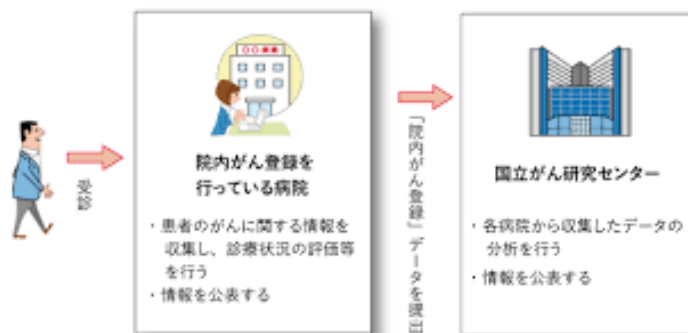 受診
院内がん登録を
行っている病院
・患者のがんに関する情報を
収集し、診療状況の評価等
を行う
・情報を公表する
「院内がん登録」データを提出
国立がん研究センター
・各病院から収集したデータの
分析を行う
・情報を公表する